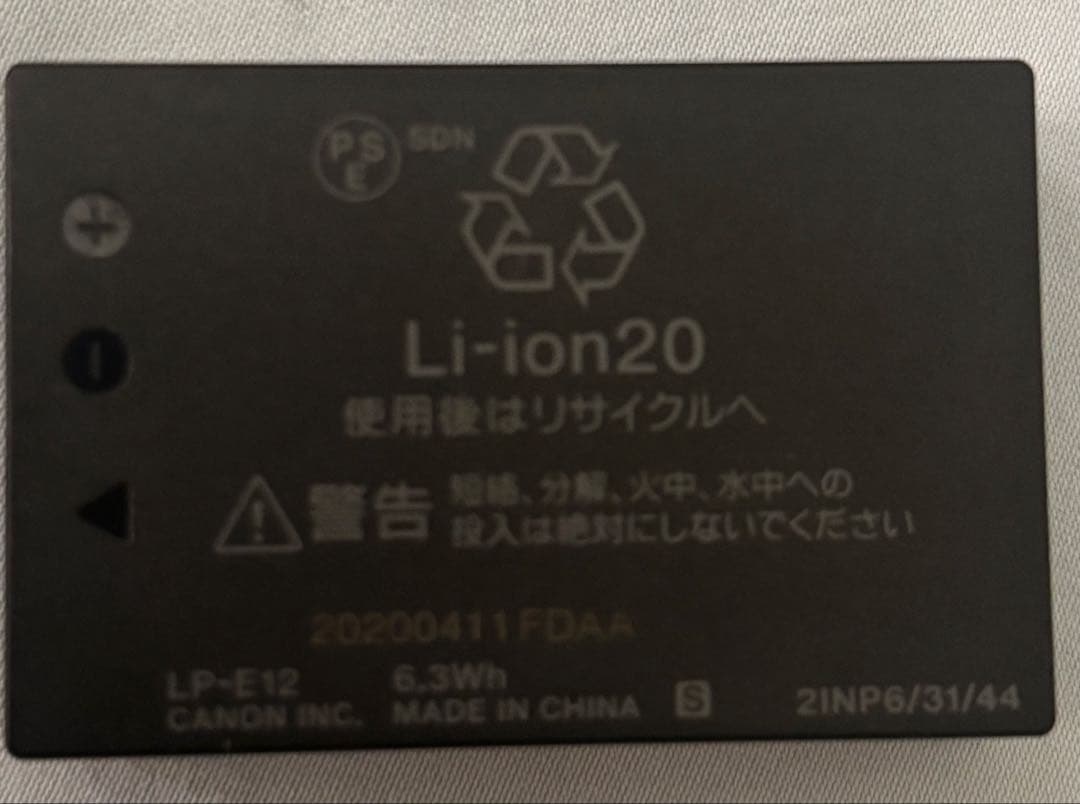 PSE SDN
Li-ion20
使用後はリサイクルへ
警告 短絡、分解、火中、水中への
投入は絶対にしないでください
20200411FDAA
LP-E12 6.3Wh
CANON INC. MADE IN CHINA S 2INP6/31/44